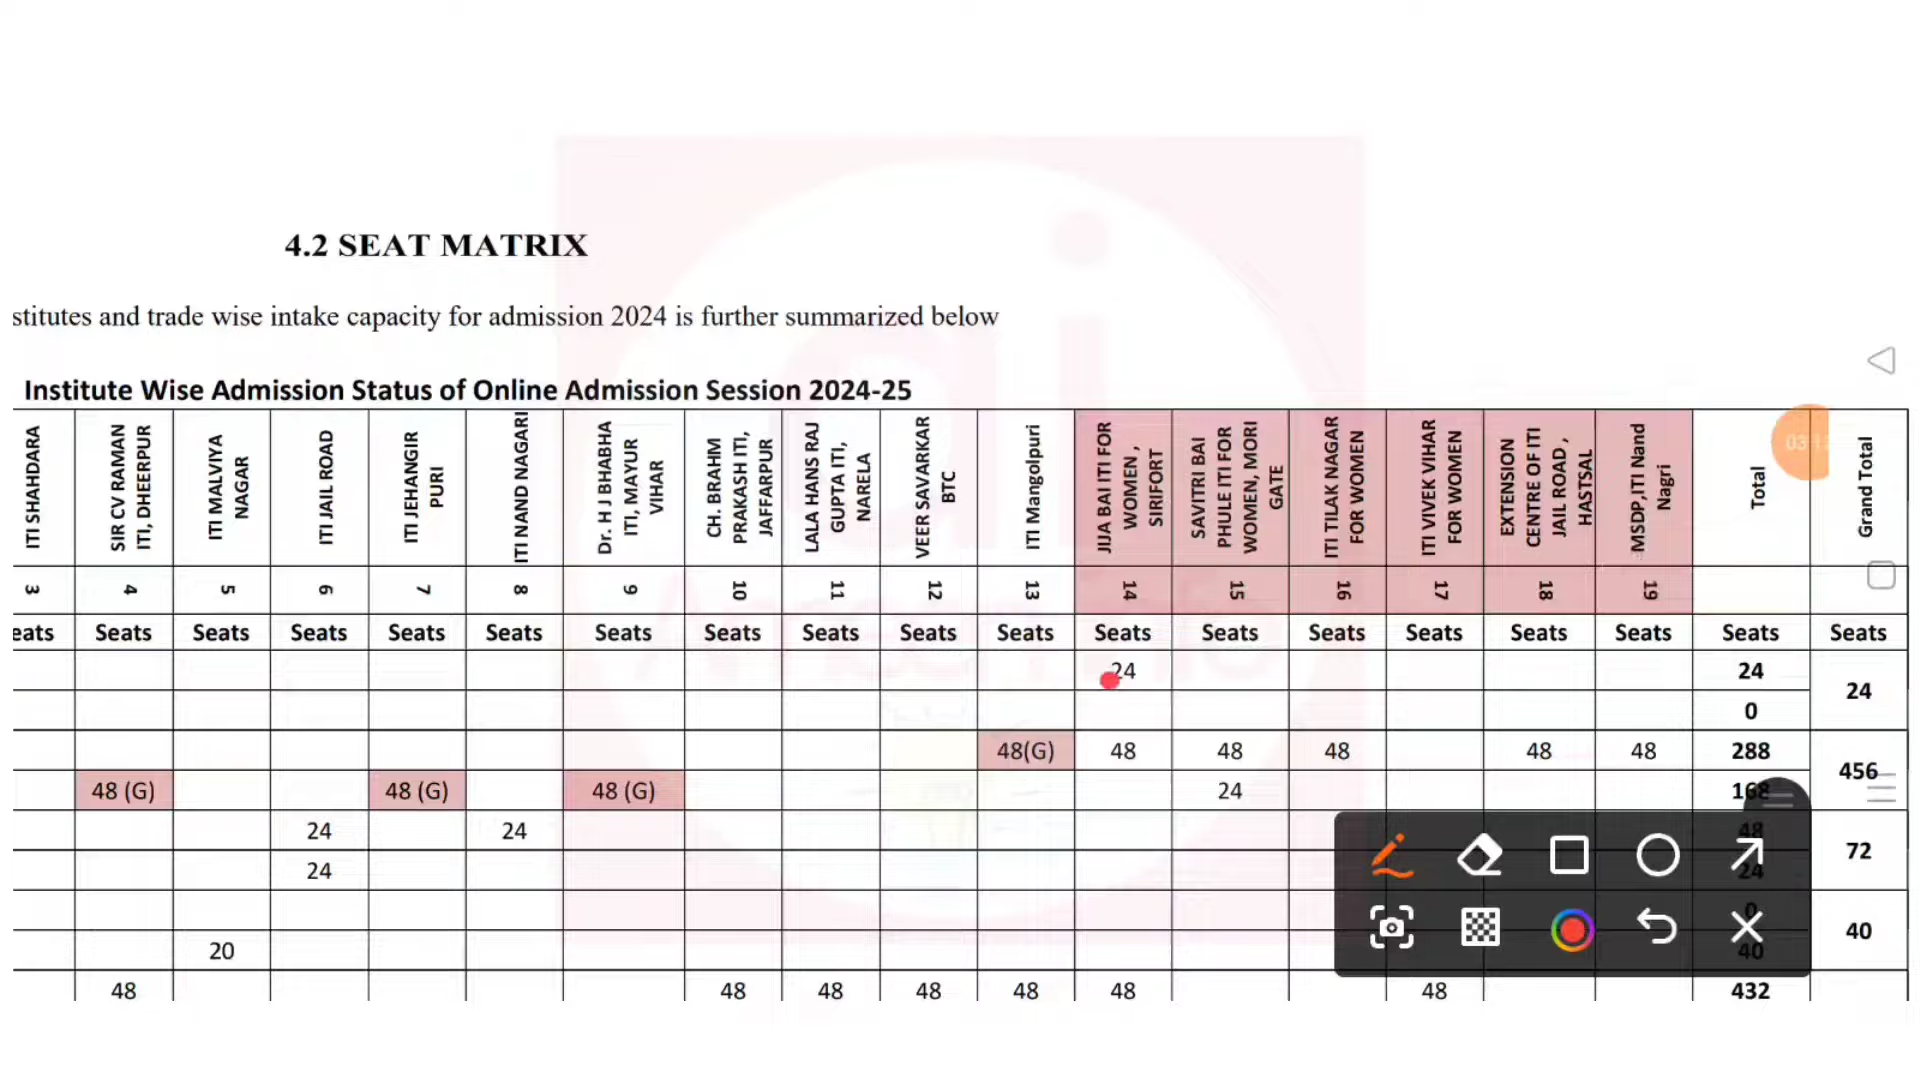 4.2 SEAT MATRIX
stitutes and trade wise intake capacity for admission 2024 is further summarized below
Institute Wise Admission Status of Online Admission Session 2024-25
ITI SHAHDARA
SIR CV RAMAN ITI, DHEERPUR
ITI MALVIYA NAGAR
ITI JAIL ROAD
ITI JEHANGIR PURI
ITI NAND NAGARI
Dr. H J BHABHA ITI, MAYUR VIHAR
CH. BRAHM PRAKASH ITI, JAFFARPUR
LALA HANS RAJ GUPTA ITI, NARELA
VEER SAVARKAR BTC
ITI Mangolpuri
JIJA BAI ITI FOR WOMEN , SIRIFORT
SAVITRI BAI PHULE ITI FOR WOMEN, MORI GATE
ITI TILAK NAGAR FOR WOMEN
ITI VIVEK VIHAR FOR WOMEN
EXTENSION CENTRE OF ITI JAIL ROAD , HASTSAL
MSDP,ITI Nand Nagri
Total
Grand Total
3 4 5 6 7 8 9 10 11 12 13 14 15 16 17 18 19
eats Seats Seats Seats Seats Seats Seats Seats Seats Seats Seats Seats Seats Seats Seats Seats Seats Seats Seats
24 24
24
0
48(G) 48 48 48 48 48 288
456
48 (G) 48 (G) 48 (G) 24 168
24 24 48
72
24 24
0
40
20 40
48 48 48 48 48 48 48 432